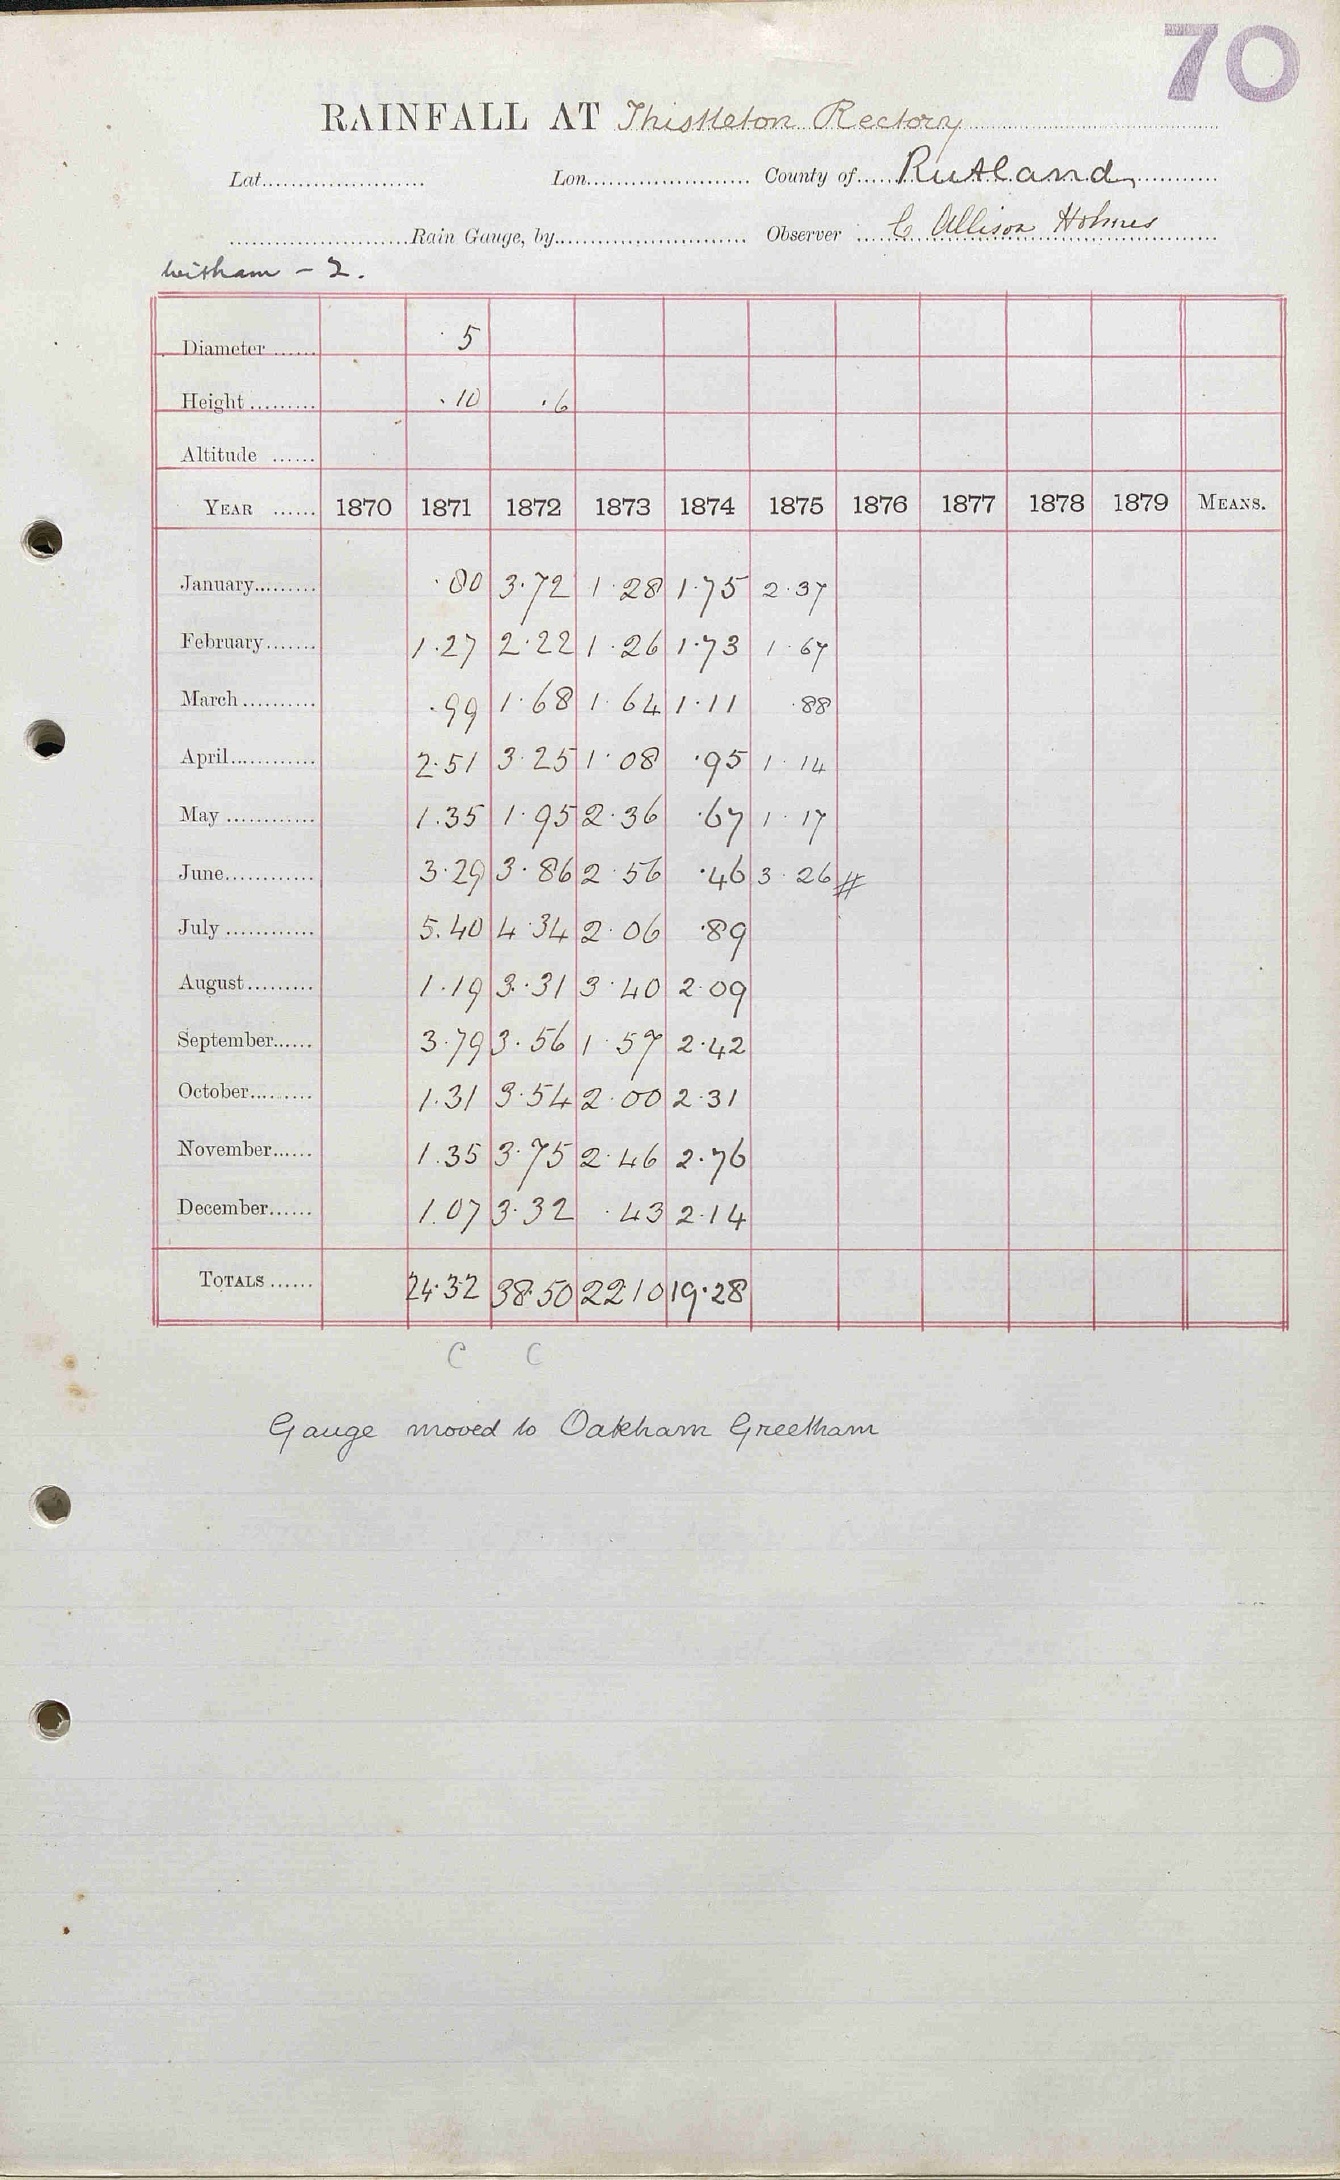 70
RAINFALL AT Thistleton Rectory
Lat. Lon. County of Rutland
Rain Gauge, by Observer C Allison Holmes
Witham - 2.
Diameter ...... 5
Height ......... .10 .6
Altitude ......
YEAR ...... 1870 1871 1872 1873 1874 1875 1876 1877 1878 1879 MEANS.
January......... .80 3.72 1.28 1.75 2.37
February....... 1.27 2.22 1.26 1.73 1.67
March.......... .99 1.68 1.64 1.11 .88
April............ 2.51 3.25 1.08 .95 1.14
May ............ 1.35 1.95 2.36 .67 1.17
June............ 3.29 3.86 2.56 .46 3.26 #
July ............ 5.40 4.34 2.06 .89
August......... 1.19 3.31 3.40 2.09
September...... 3.79 3.56 1.57 2.42
October......... 1.31 3.54 2.00 2.31
November...... 1.35 3.75 2.46 2.76
December...... 1.07 3.32 .43 2.14
TOTALS ...... 24.32 38.50 22.10 19.28
C C
Gauge moved to Oakham Greetham